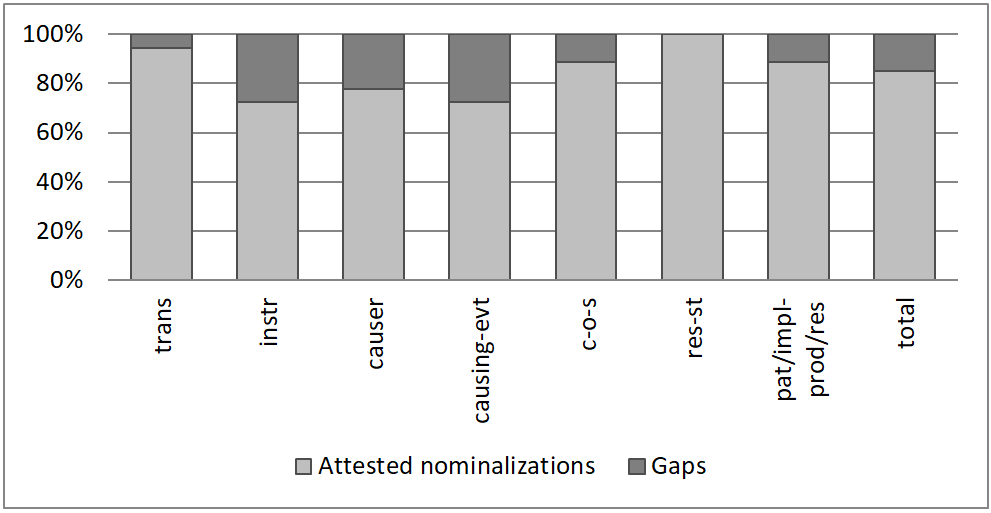 100%
80%
60%
40%
20%
0%
trans
instr
causer
causing-evt
c-o-s
res-st
pat/impl-
prod/res
total
Attested nominalizations
Gaps